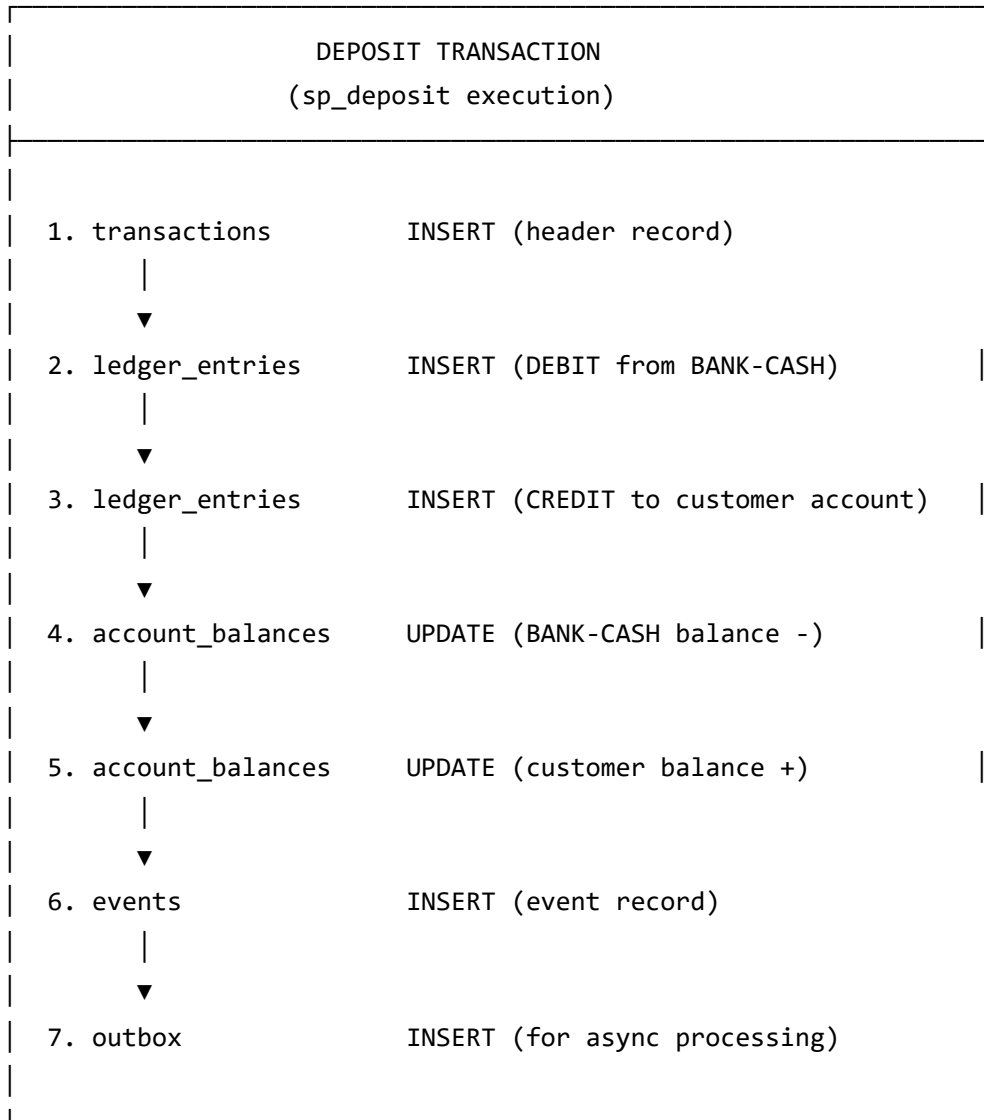 DEPOSIT TRANSACTION
(sp_deposit execution)
1. transactions INSERT (header record)
2. ledger_entries INSERT (DEBIT from BANK-CASH)
3. ledger_entries INSERT (CREDIT to customer account)
4. account_balances UPDATE (BANK-CASH balance -)
5. account_balances UPDATE (customer balance +)
6. events INSERT (event record)
7. outbox INSERT (for async processing)